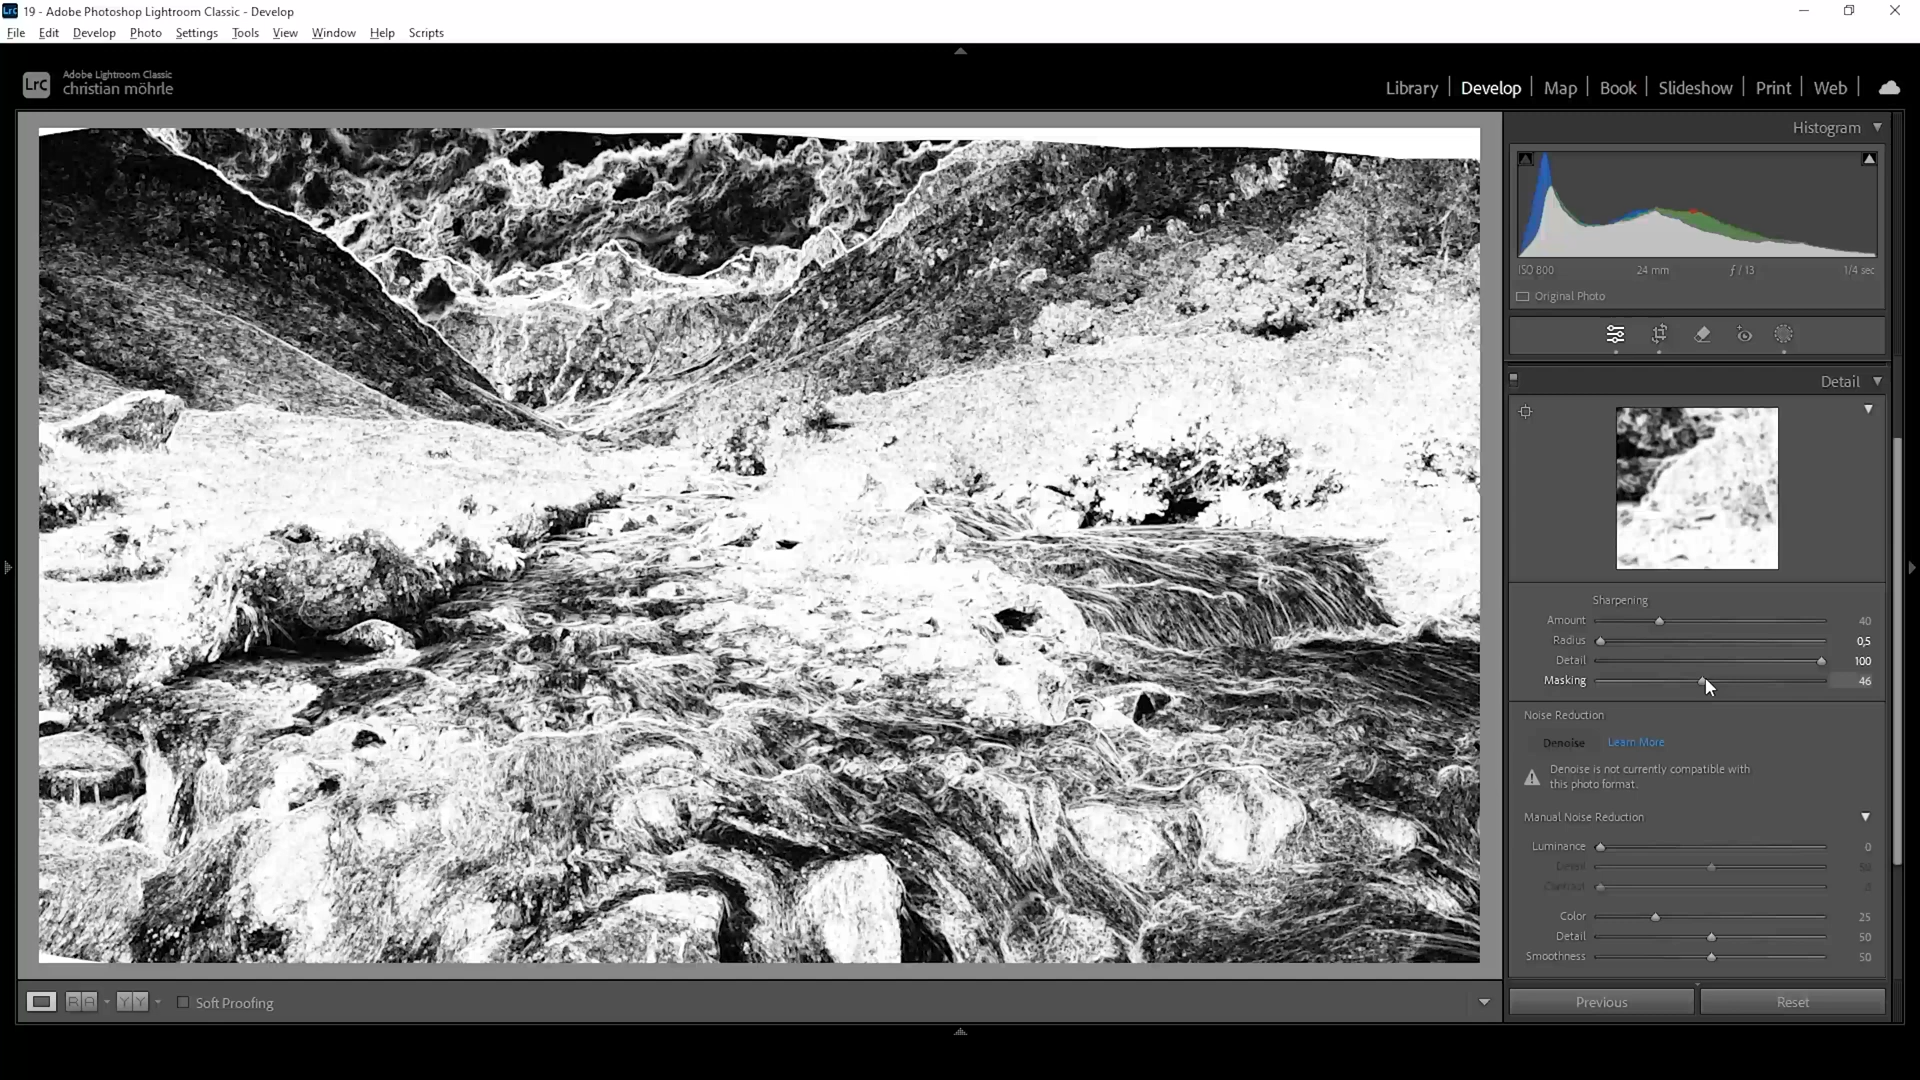 19 - Adobe Photoshop Lightroom Classic - Develop
File Edit Develop Photo Settings Tools View Window Help Scripts
LrC Adobe Lightroom Classic
christian möhrle
Library Develop Map Book Slideshow Print Web
Histogram
ISO 800 24 mm ƒ / 13 1/4 sec
Original Photo
Detail
Sharpening
Amount 40
Radius 0,5
Detail 100
Masking 46
Noise Reduction
Denoise Learn More
Denoise is not currently compatible with
this photo format.
Manual Noise Reduction
Luminance 0
Detail 50
Contrast 0
Color 25
Detail 50
Smoothness 50
R A Y Y Soft Proofing
Previous Reset